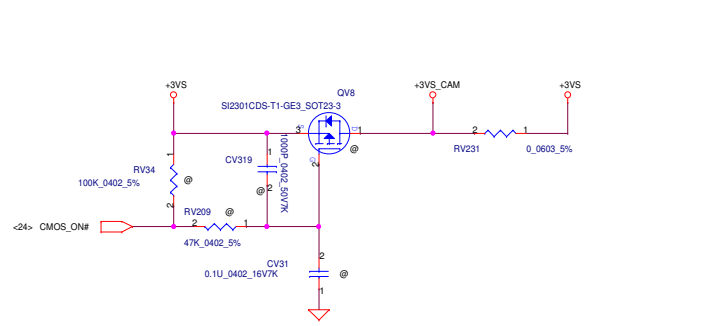 +3VS
+3VS_CAM
+3VS
QV8
SI2301CDS-T1-GE3_SOT23-3
3
S
D
1
2
1
RV231
0_0603_5%
@
G
2
1
CV319
1000P_0402_50V7K
@
2
1
RV34
100K_0402_5%
@
2
<24> CMOS_ON#
RV209
@
2
1
47K_0402_5%
2
CV31
0.1U_0402_16V7K
@
1